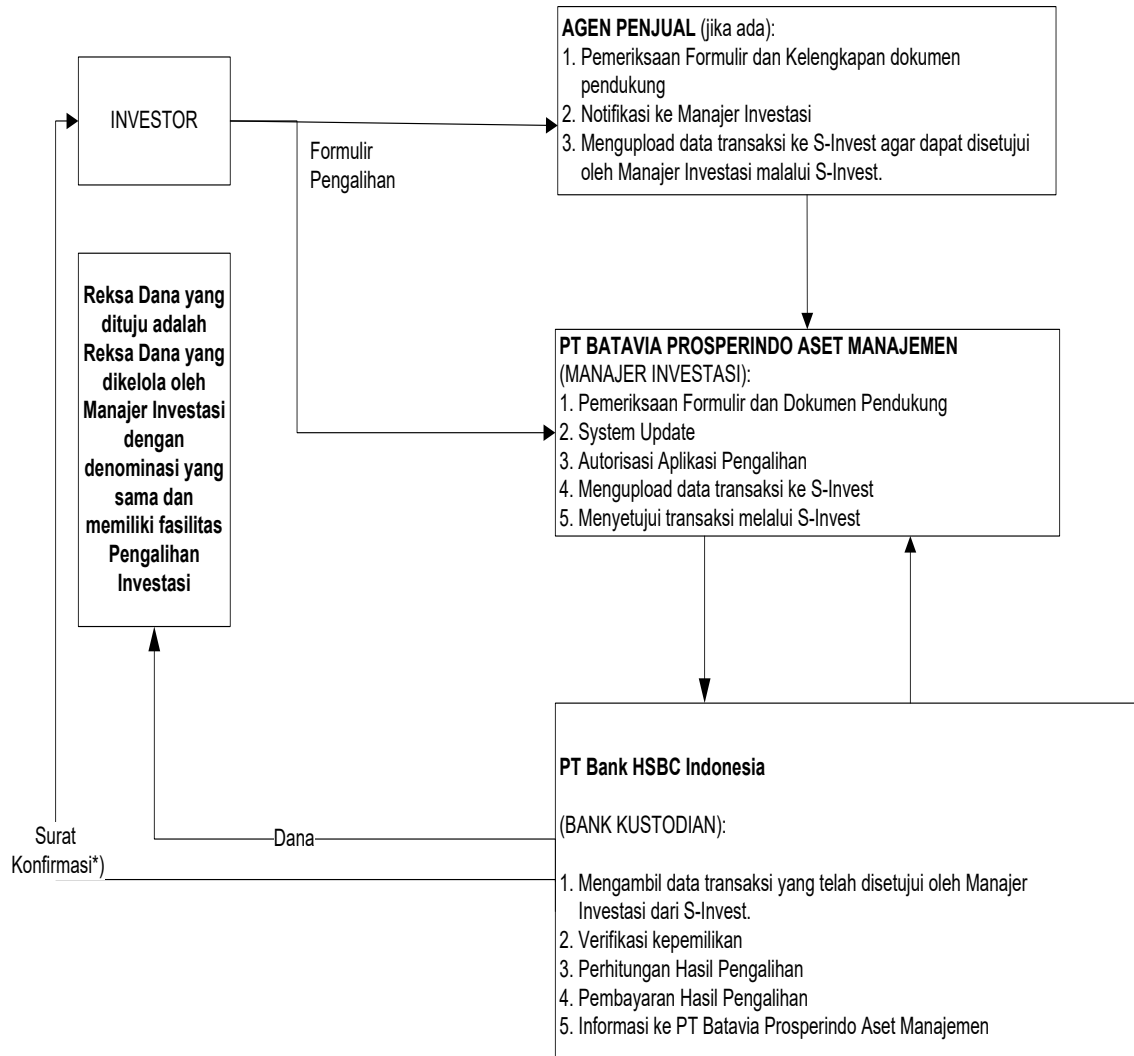 AGEN PENJUAL (jika ada):
1. Pemeriksaan Formulir dan Kelengkapan dokumen
pendukung
2. Notifikasi ke Manajer Investasi
3. Mengupload data transaksi ke S-Invest agar dapat disetujui
oleh Manajer Investasi malalui S-Invest.
INVESTOR
Formulir
Pengalihan
Reksa Dana yang
dituju adalah
Reksa Dana yang
dikelola oleh
Manajer Investasi
dengan
denominasi yang
sama dan
memiliki fasilitas
Pengalihan
Investasi
PT BATAVIA PROSPERINDO ASET MANAJEMEN
(MANAJER INVESTASI):
1. Pemeriksaan Formulir dan Dokumen Pendukung
2. System Update
3. Autorisasi Aplikasi Pengalihan
4. Mengupload data transaksi ke S-Invest
5. Menyetujui transaksi melalui S-Invest
PT Bank HSBC Indonesia
(BANK KUSTODIAN):
1. Mengambil data transaksi yang telah disetujui oleh Manajer
Investasi dari S-Invest.
2. Verifikasi kepemilikan
3. Perhitungan Hasil Pengalihan
4. Pembayaran Hasil Pengalihan
5. Informasi ke PT Batavia Prosperindo Aset Manajemen
Dana
Surat
Konfirmasi*)